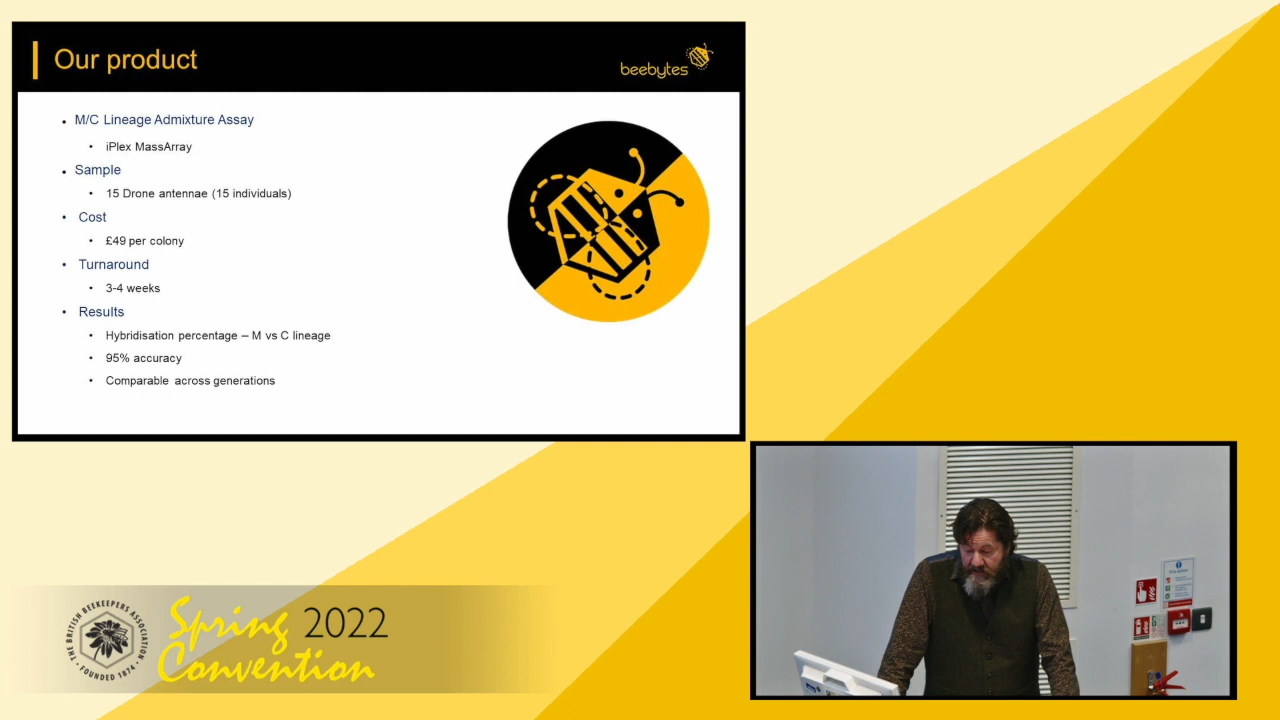 Our product
beebytes
• M/C Lineage Admixture Assay
• iPlex MassArray
• Sample
• 15 Drone antennae (15 individuals)
• Cost
• £49 per colony
• Turnaround
• 3-4 weeks
• Results
• Hybridisation percentage – M vs C lineage
• 95% accuracy
• Comparable across generations
THE BRITISH BEEKEEPERS ASSOCIATION
• FOUNDED 1874 •
Spring 2022
Convention